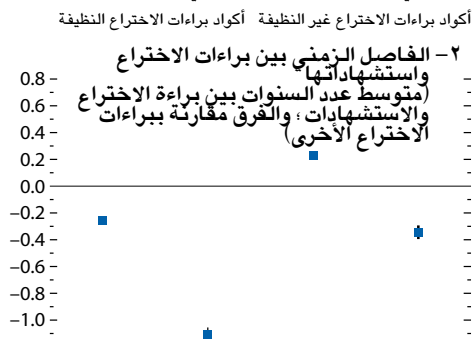 أكواد براءات الاختراع غير النظيفة أكواد براءات الاختراع النظيفة
٢– الفاصل الزمني بين براءات الاختراع
واستشهاداتها
(متوسط عدد السنوات بين براءة الاختراع
والاستشهادات؛ والفرق مقارنة ببراءات
الاختراع الأخرى)
0.8
0.6
0.4
0.2
0.0
–0.2
–0.4
–0.6
–0.8
–1.0